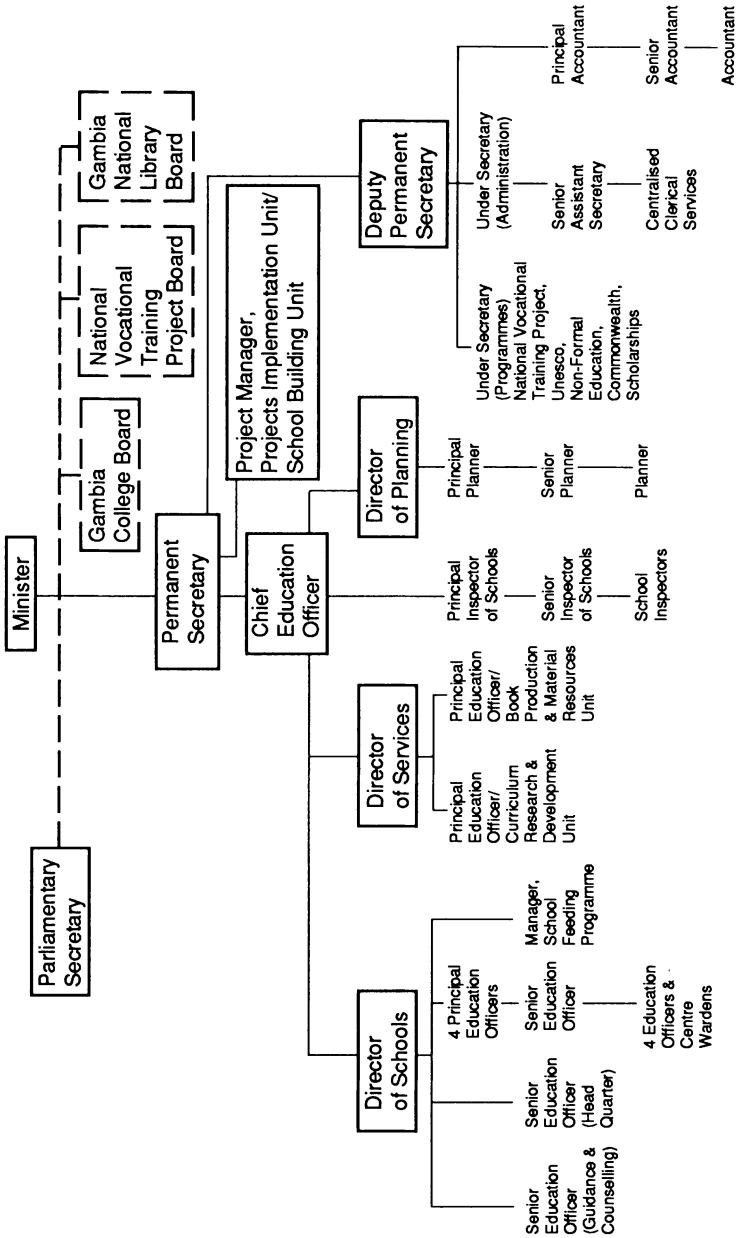 Minister
Parliamentary
Secretary
Gambia
College Board
National
Vocational
Training
Project Board
Gambia
National
Library
Board
Permanent
Secretary
Project Manager,
Projects Implementation Unit/
School Building Unit
Chief
Education
Officer
Deputy
Permanent
Secretary
Director
of Schools
Director
of Services
Director
of Planning
Senior
Education
Officer
(Guidance &
Counselling)
Senior
Education
Officer
(Head
Quarter)
4 Principal
Education
Officers
Senior
Education
Officer
4 Education
Officers &
Centre
Wardens
Manager,
School
Feeding
Programme
Principal
Education
Officer/
Curriculum
Research &
Development
Unit
Principal
Education
Officer/
Book
Production
& Material
Resources
Unit
Principal
Inspector
of Schools
Senior
Inspector
of Schools
School
Inspectors
Principal
Planner
Senior
Planner
Planner
Under Secretary
(Programmes)
National Vocational
Training Project,
Unesco,
Non-Formal
Education,
Commonwealth,
Scholarships
Under Secretary
(Administration)
Senior
Assistant
Secretary
Centralised
Clerical
Services
Principal
Accountant
Senior
Accountant
Accountant